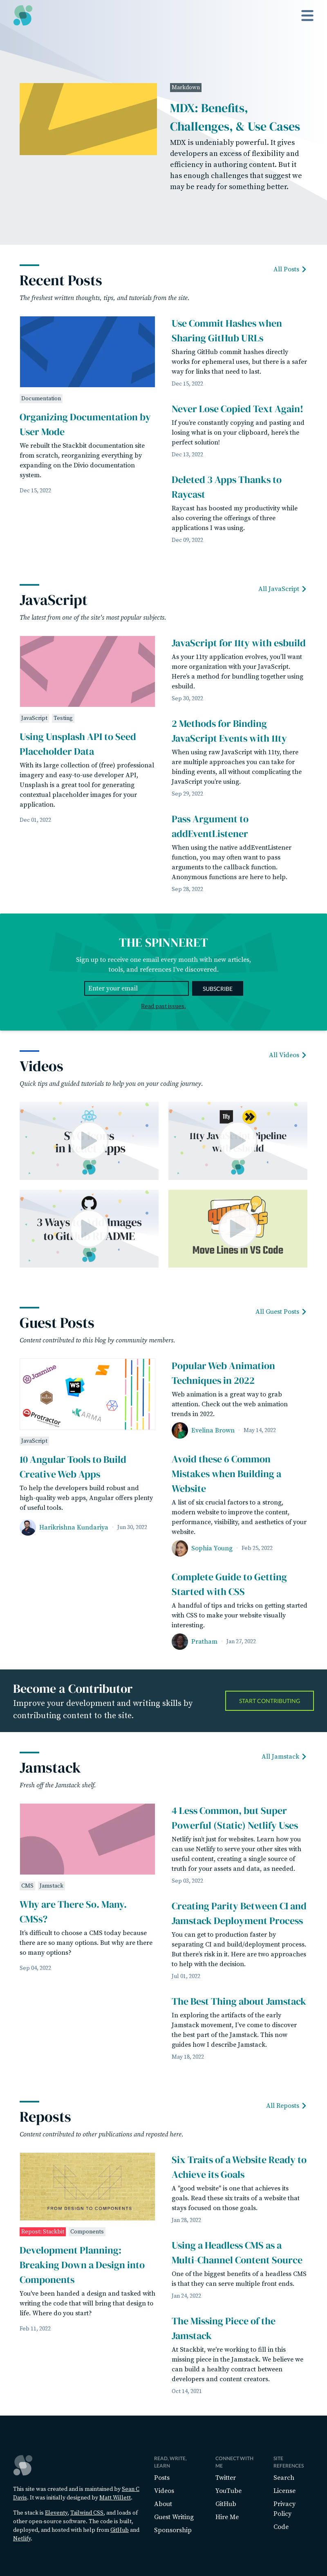 Markdown
MDX: Benefits,
Challenges, & Use Cases
MDX is undeniably powerful. It gives
developers an excess of flexibility and
efficiency in authoring content. But it
has enough challenges that suggest we
may be ready for something better.
All Posts
Recent Posts
The freshest written thoughts, tips, and tutorials from the site.
Documentation
Organizing Documentation by
User Mode
We rebuilt the Stackbit documentation site
from scratch, reorganizing everything by
expanding on the Divio documentation
system.
Dec 15, 2022
Use Commit Hashes when
Sharing GitHub URLs
Sharing GitHub commit hashes directly
works for ephemeral uses, but there is a safer
way for links that need to last.
Dec 15, 2022
Never Lose Copied Text Again!
If you're constantly copying and pasting and
losing what is on your clipboard, here's the
perfect solution!
Dec 13, 2022
Deleted 3 Apps Thanks to
Raycast
Raycast has boosted my productivity while
also covering the offerings of three
applications I was using.
Dec 09, 2022
All JavaScript
JavaScript
The latest from one of the site's most popular subjects.
JavaScript Testing
Using Unsplash API to Seed
Placeholder Data
With its large collection of (free) professional
imagery and easy-to-use developer API,
Unsplash is a great tool for generating
contextual placeholder images for your
application.
Dec 01, 2022
JavaScript for 11ty with esbuild
As your 11ty application evolves, you'll want
more organization with your JavaScript.
Here's a method for bundling together using
esbuild.
Sep 30, 2022
2 Methods for Binding
JavaScript Events with 11ty
When using raw JavaScript with 11ty, there
are multiple approaches you can take for
binding events, all without complicating the
JavaScript you're using.
Sep 29, 2022
Pass Argument to
addEventListener
When using the native addEventListener
function, you may often want to pass
arguments to the callback function.
Anonymous functions are here to help.
Sep 28, 2022
THE SPINNERET
Sign up to receive one email every month with new articles,
tools, and references I've discovered.
Enter your email
SUBSCRIBE
Read past issues.
All Videos
Videos
Quick tips and guided tutorials to help you on your coding journey.
in Apps
11ty
11ty Ja Pipeline
3 Ways Images
to Git ADME
Move Lines in VS Code
All Guest Posts
Guest Posts
Content contributed to this blog by community members.
Jasmine
WS
Protractor
KARMA
JavaScript
10 Angular Tools to Build
Creative Web Apps
To help the developers build robust and
high-quality web apps, Angular offers plenty
of useful tools.
Harikrishna Kundariya · Jun 30, 2022
Popular Web Animation
Techniques in 2022
Web animation is a great way to grab
attention. Check out the web animation
trends in 2022.
Evelina Brown · May 14, 2022
Avoid these 6 Common
Mistakes when Building a
Website
A list of six crucial factors to a strong,
modern website to improve the content,
performance, visibility, and aesthetics of your
website.
Sophia Young · Feb 25, 2022
Complete Guide to Getting
Started with CSS
A handful of tips and tricks on getting started
with CSS to make your website visually
interesting.
Pratham · Jan 27, 2022
Become a Contributor
Improve your development and writing skills by
contributing content to the site.
START CONTRIBUTING
All Jamstack
Jamstack
Fresh off the Jamstack shelf.
CMS Jamstack
Why are There So. Many.
CMSs?
It's difficult to choose a CMS today because
there are so many options. But why are there
so many options?
Sep 04, 2022
4 Less Common, but Super
Powerful (Static) Netlify Uses
Netlify isn't just for websites. Learn how you
can use Netlify to serve your other sites with
useful content, creating a single source of
truth for your assets and data, as needed.
Sep 03, 2022
Creating Parity Between CI and
Jamstack Deployment Process
You can get to production faster by
separating CI and build/deployment process.
But there's risk in it. Here are two approaches
to help with the decision.
Jul 01, 2022
The Best Thing about Jamstack
In exploring the artifacts of the early
Jamstack movement, I've come to discover
the best part of the Jamstack. This now
guides how I describe Jamstack.
May 18, 2022
All Reposts
Reposts
Content contributed to other publications and reposted here.
FROM DESIGN TO COMPONENTS
Repost: Stackbit Components
Development Planning:
Breaking Down a Design into
Components
You've been handed a design and tasked with
writing the code that will bring that design to
life. Where do you start?
Feb 11, 2022
Six Traits of a Website Ready to
Achieve its Goals
A "good website" is one that achieves its
goals. Read these six traits of a website that
stays focused on those goals.
Jan 28, 2022
Using a Headless CMS as a
Multi-Channel Content Source
One of the biggest benefits of a headless CMS
is that they can serve multiple front ends.
Jan 24, 2022
The Missing Piece of the
Jamstack
At Stackbit, we're working to fill in this
missing piece in the Jamstack. We believe we
can build a healthy contract between
developers and content creators.
Oct 14, 2021
This site was created and is maintained by Sean C
Davis. It was initially designed by Matt Willett.
The stack is Eleventy, Tailwind CSS, and loads of
other open-source software. The code is built,
deployed, and hosted with help from GitHub and
Netlify.
READ, WRITE,
LEARN
Posts
Videos
About
Guest Writing
Sponsorship
CONNECT WITH
ME
Twitter
YouTube
GitHub
Hire Me
SITE
REFERENCES
Search
License
Privacy
Policy
Code